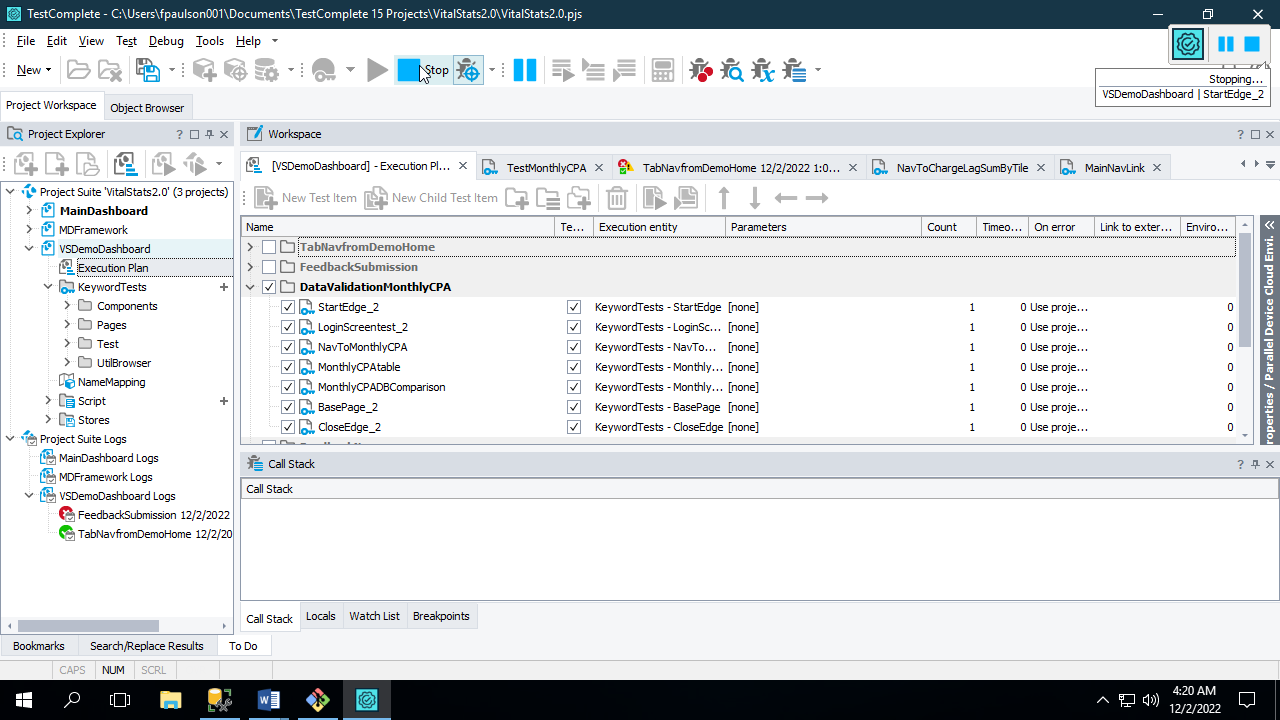 TestComplete - C:\Users\fpaulson001\Documents\TestComplete 15 Projects\VitalStats2.0\VitalStats2.0.pjs
File Edit View Test Debug Tools Help
New
Stop
Stopping...
VSDemoDashboard | StartEdge_2
Project Workspace
Object Browser
Project Explorer
Workspace
[VSDemoDashboard] - Execution Pl...
TestMonthlyCPA
TabNavfromDemoHome 12/2/2022 1:0...
NavToChargeLagSumByTile
MainNavLink
New Test Item
New Child Test Item
Project Suite 'VitalStats2.0' (3 projects)
MainDashboard
MDFramework
VSDemoDashboard
Execution Plan
KeywordTests
Components
Pages
Test
UtilBrowser
NameMapping
Script
Stores
Project Suite Logs
MainDashboard Logs
MDFramework Logs
VSDemoDashboard Logs
FeedbackSubmission 12/2/2022
TabNavfromDemoHome 12/2/20
Name Te... Execution entity Parameters Count Timeo... On error Link to exter... Enviro...
TabNavfromDemoHome
FeedbackSubmission
DataValidationMonthlyCPA
StartEdge_2 KeywordTests - StartEdge [none] 1 0 Use proje... 0
LoginScreentest_2 KeywordTests - LoginSc... [none] 1 0 Use proje... 0
NavToMonthlyCPA KeywordTests - NavTo... [none] 1 0 Use proje... 0
MonthlyCPAtable KeywordTests - Monthly... [none] 1 0 Use proje... 0
MonthlyCPADBComparison KeywordTests - Monthly... [none] 1 0 Use proje... 0
BasePage_2 KeywordTests - BasePage [none] 1 0 Use proje... 0
CloseEdge_2 KeywordTests - CloseEdge [none] 1 0 Use proje... 0
roperties / Parallel Device Cloud Envi.
Call Stack
Call Stack
Call Stack
Locals
Watch List
Breakpoints
Bookmarks
Search/Replace Results
To Do
CAPS NUM SCRL
4:20 AM
12/2/2022